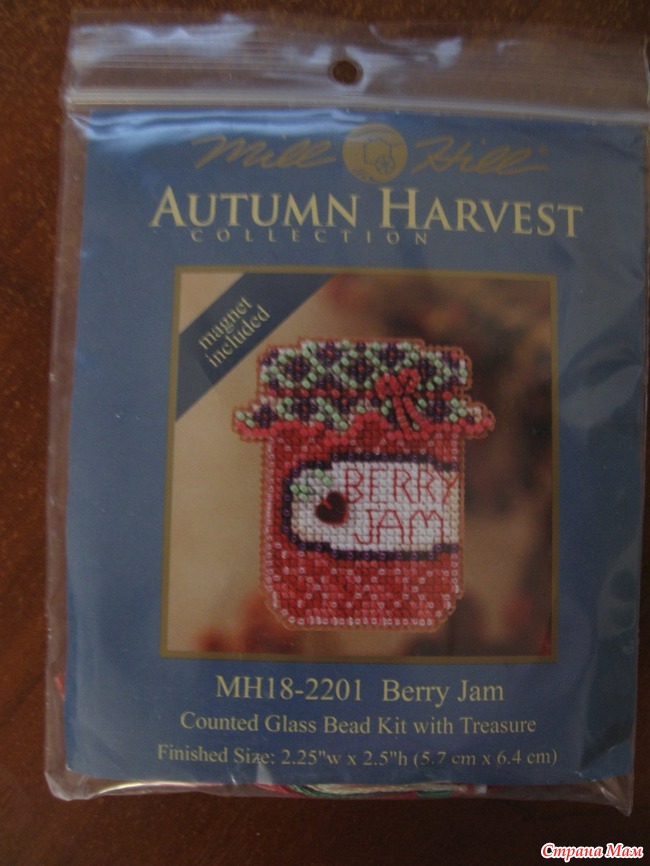 Mill Hill®
AUTUMN HARVEST
COLLECTION
magnet
included
BERRY
JAM
MH18-2201 Berry Jam
Counted Glass Bead Kit with Treasure
Finished Size: 2.25"w x 2.5"h (5.7 cm x 6.4 cm)
Страна Мам